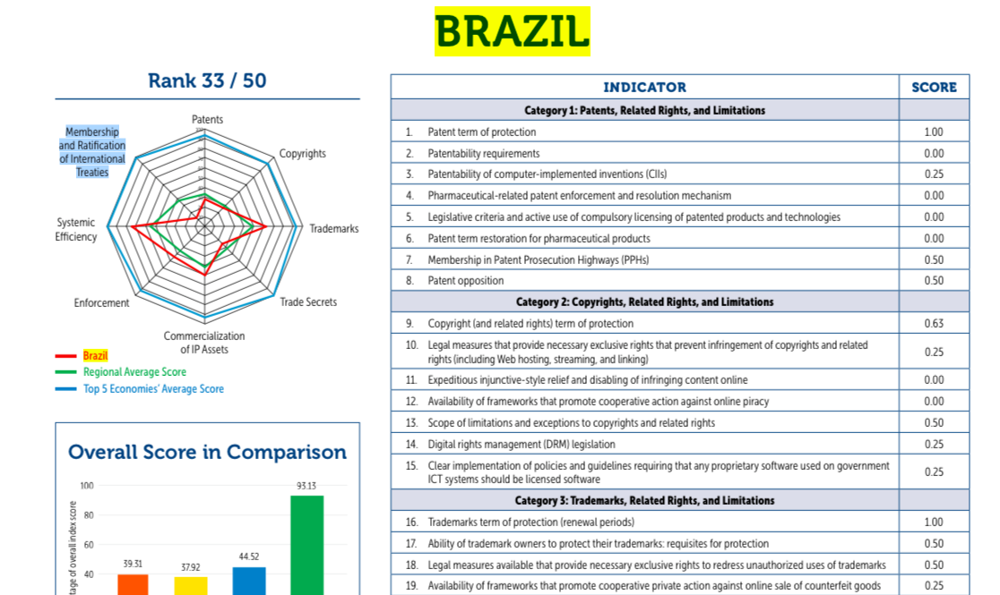 BRAZIL
Rank 33 / 50
Patents
Copyrights
Trademarks
Trade Secrets
Commercialization
of IP Assets
Enforcement
Systemic
Efficiency
Membership
and Ratification
of International
Treaties
Brazil
Regional Average Score
Top 5 Economies' Average Score
Overall Score in Comparison
100
80
60
40
tage of overall index score
39.31
37.92
44.52
93.13
INDICATOR SCORE
Category 1: Patents, Related Rights, and Limitations
1. Patent term of protection 1.00
2. Patentability requirements 0.00
3. Patentability of computer-implemented inventions (CIIs) 0.25
4. Pharmaceutical-related patent enforcement and resolution mechanism 0.00
5. Legislative criteria and active use of compulsory licensing of patented products and technologies 0.00
6. Patent term restoration for pharmaceutical products 0.00
7. Membership in Patent Prosecution Highways (PPHs) 0.50
8. Patent opposition 0.50
Category 2: Copyrights, Related Rights, and Limitations
9. Copyright (and related rights) term of protection 0.63
10. Legal measures that provide necessary exclusive rights that prevent infringement of copyrights and related
rights (including Web hosting, streaming, and linking) 0.25
11. Expeditious injunctive-style relief and disabling of infringing content online 0.00
12. Availability of frameworks that promote cooperative action against online piracy 0.00
13. Scope of limitations and exceptions to copyrights and related rights 0.50
14. Digital rights management (DRM) legislation 0.25
15. Clear implementation of policies and guidelines requiring that any proprietary software used on government
ICT systems should be licensed software 0.25
Category 3: Trademarks, Related Rights, and Limitations
16. Trademarks term of protection (renewal periods) 1.00
17. Ability of trademark owners to protect their trademarks: requisites for protection 0.50
18. Legal measures available that provide necessary exclusive rights to redress unauthorized uses of trademarks 0.50
19. Availability of frameworks that promote cooperative private action against online sale of counterfeit goods 0.25